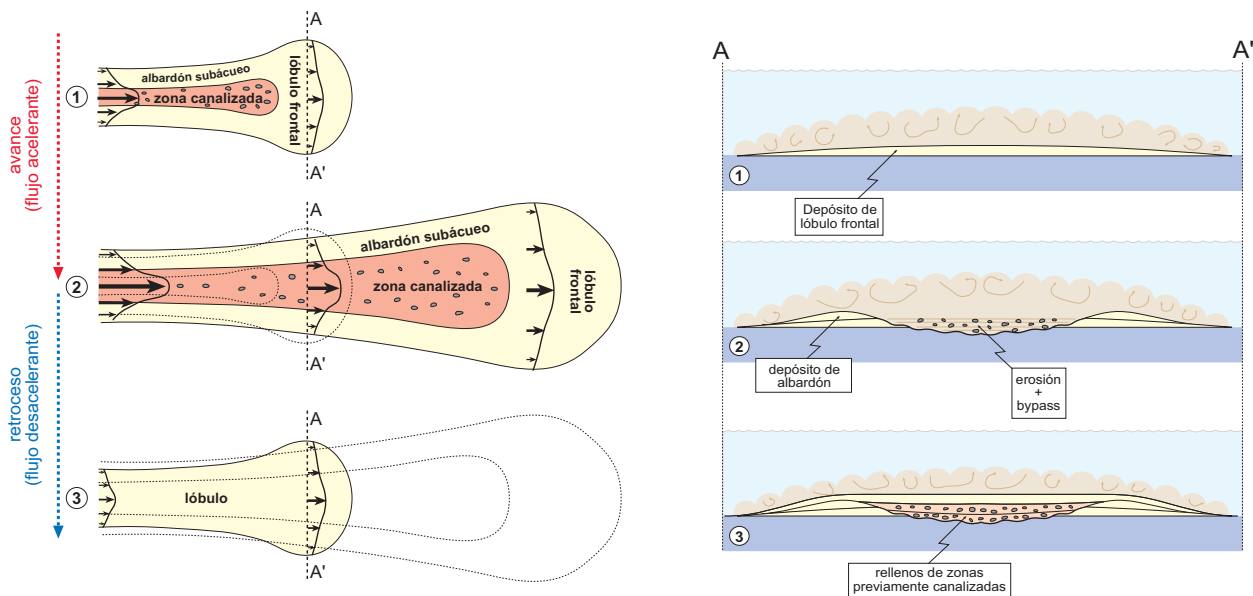 avance
(flujo acelerante)
retroceso
(flujo desacelerante)
A
1
albardón subácueo
zona canalizada
lóbulo frontal
A'
A
2
albardón subácueo
zona canalizada
lóbulo
frontal
A'
A
3
lóbulo
A'
A
A'
1
Depósito de
lóbulo frontal
2
depósito de
albardón
erosión
+
bypass
3
rellenos de zonas
previamente canalizadas